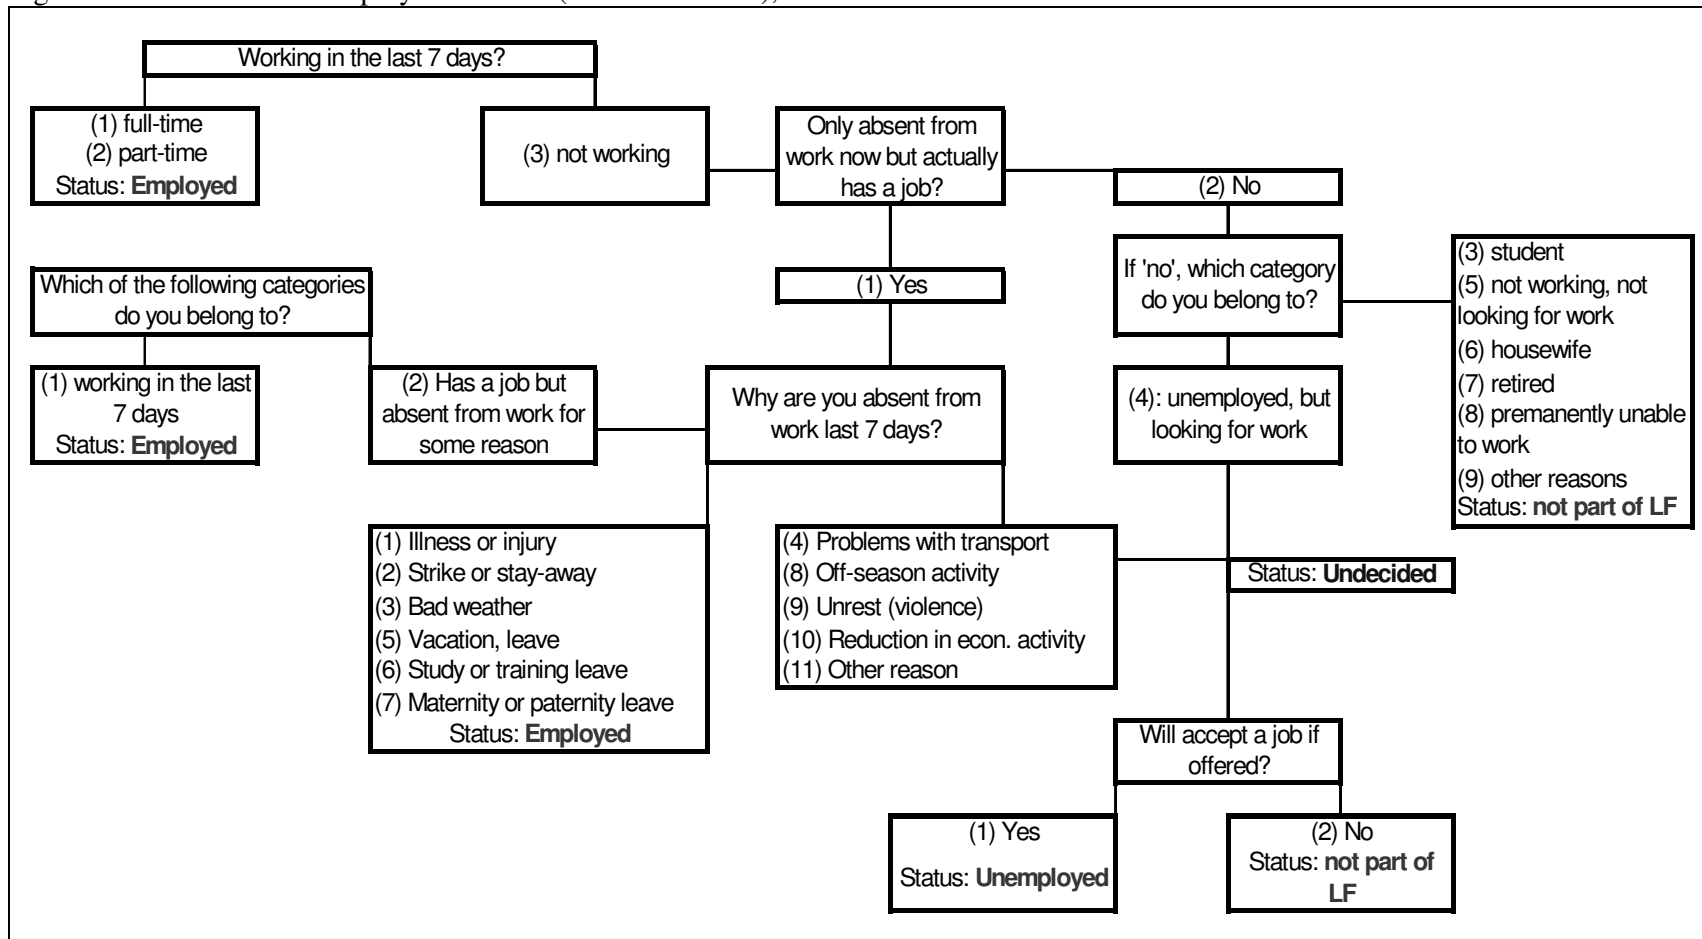 Working in the last 7 days?
(1) full-time
(2) part-time
Status: Employed
(3) not working
Only absent from
work now but actually
has a job?
(2) No
If 'no', which category
do you belong to?
(3) student
(5) not working, not
looking for work
(6) housewife
(7) retired
(8) premanently unable
to work
(9) other reasons
Status: not part of LF
Which of the following categories
do you belong to?
(1) Yes
(1) working in the last
7 days
Status: Employed
(2) Has a job but
absent from work for
some reason
Why are you absent from
work last 7 days?
(4): unemployed, but
looking for work
(1) Illness or injury
(2) Strike or stay-away
(3) Bad weather
(5) Vacation, leave
(6) Study or training leave
(7) Maternity or paternity leave
Status: Employed
(4) Problems with transport
(8) Off-season activity
(9) Unrest (violence)
(10) Reduction in econ. activity
(11) Other reason
Status: Undecided
Will accept a job if
offered?
(1) Yes
Status: Unemployed
(2) No
Status: not part of
LF